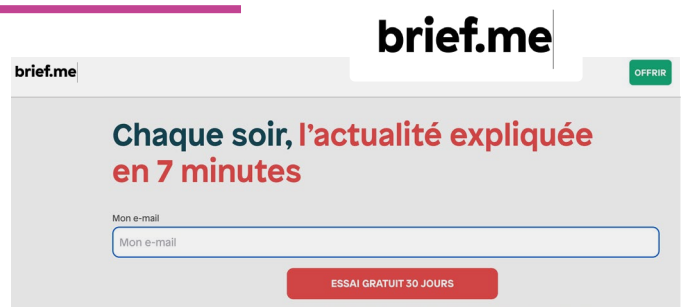 brief.me
brief.me
OFFRIR
Chaque soir, l'actualité expliquée
en 7 minutes
Mon e-mail
Mon e-mail
ESSAI GRATUIT 30 JOURS